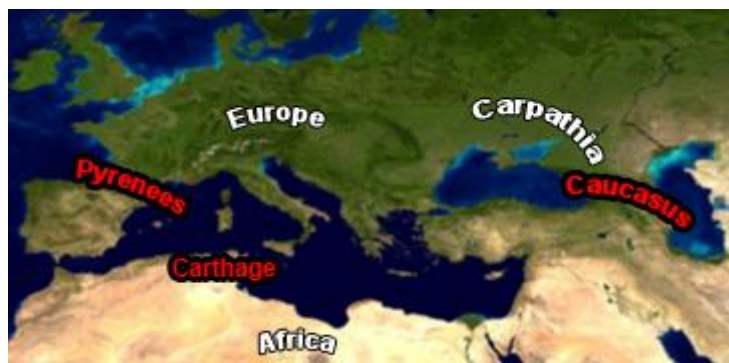 Europe
Carpathia
Pyrenees
Caucasus
Carthage
Africa